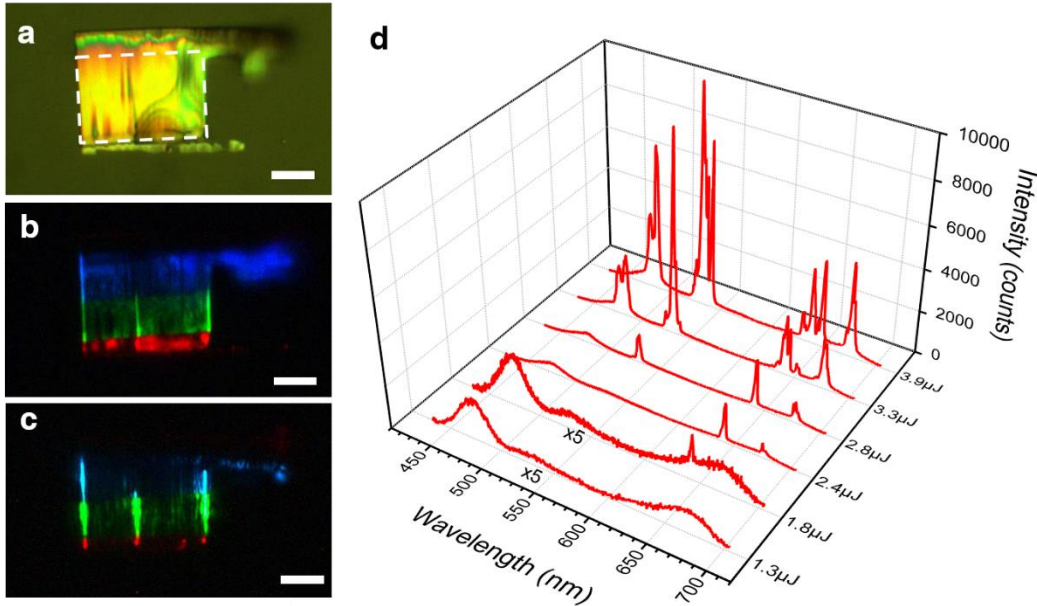 a
b
c
d
10000
8000
6000
4000
2000
0
Intensity (counts)
3.9μJ
3.3μJ
2.8μJ
2.4μJ
1.8μJ
1.3μJ
x5
x5
450
500
550
600
650
700
Wavelength (nm)